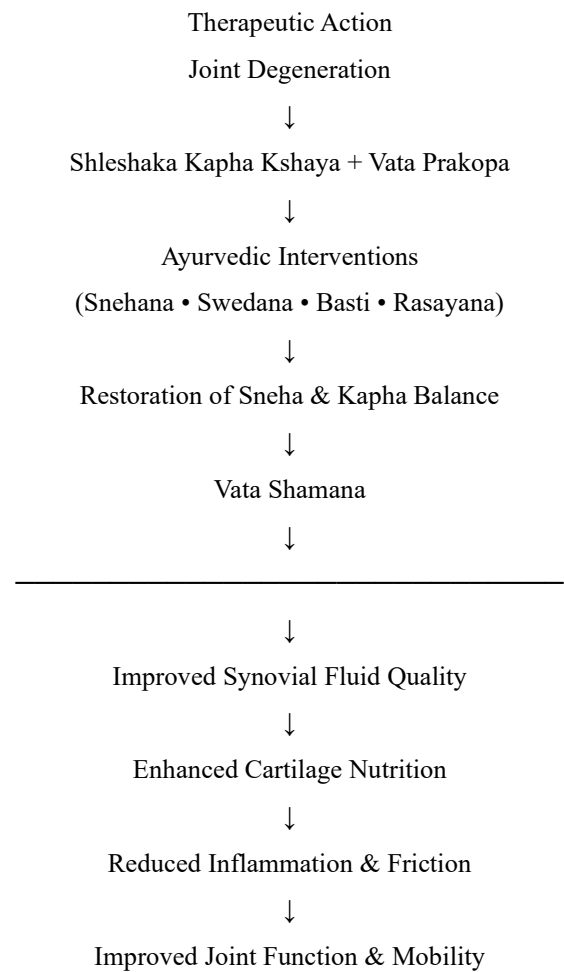 Therapeutic Action
Joint Degeneration
↓
Shleshaka Kapha Kshaya + Vata Prakopa
↓
Ayurvedic Interventions
(Snehana • Swedana • Basti • Rasayana)
↓
Restoration of Sneha & Kapha Balance
↓
Vata Shamana
↓
↓
Improved Synovial Fluid Quality
↓
Enhanced Cartilage Nutrition
↓
Reduced Inflammation & Friction
↓
Improved Joint Function & Mobility